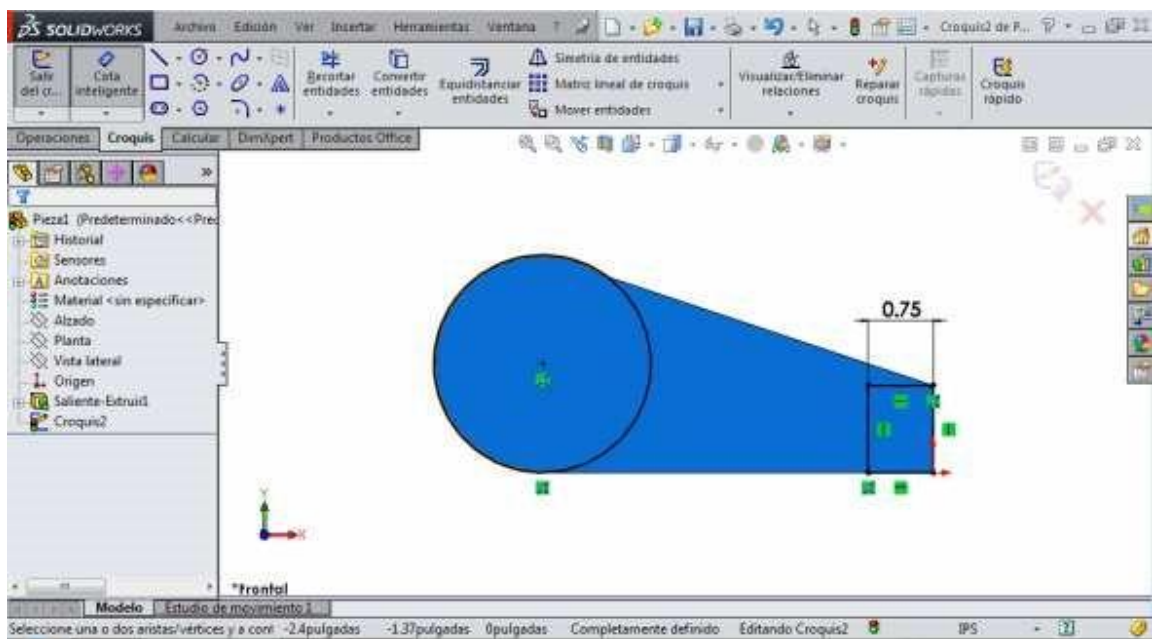 SOLIDWORKS Archivo Edición Ver Insertar Herramientas Ventana ? Croquis2 de P...
Salir del cr...
Cota inteligente
Recortar entidades
Convertir entidades
Equidistanciar entidades
Simetría de entidades
Matriz lineal de croquis
Mover entidades
Visualizar/Eliminar relaciones
Reparar croquis
Capturas rápidas
Croquis rápido
Operaciones Croquis Calcular DimXpert Productos Office
Pieza1 (Predeterminado<<Pred
Historial
Sensores
Anotaciones
Material <sin especificar>
Alzado
Planta
Vista lateral
Origen
Saliente-Extruir1
Croquis2
0.75
Y
X
*Frontal
Modelo Estudio de movimiento 1
Seleccione una o dos aristas/vértices y a cont -2.4pulgadas -1.37pulgadas 0pulgadas Completamente definido Editando Croquis2 IPS